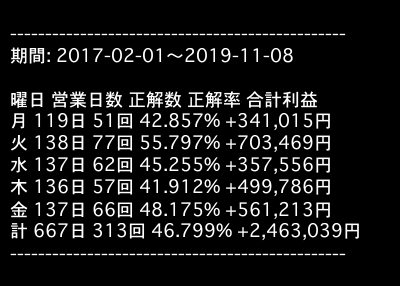 ------------------------------------------------
期間: 2017-02-01〜2019-11-08
曜日 営業日数 正解数 正解率 合計利益
月 119日 51回 42.857% +341,015円
火 138日 77回 55.797% +703,469円
水 137日 62回 45.255% +357,556円
木 136日 57回 41.912% +499,786円
金 137日 66回 48.175% +561,213円
計 667日 313回 46.799% +2,463,039円
------------------------------------------------